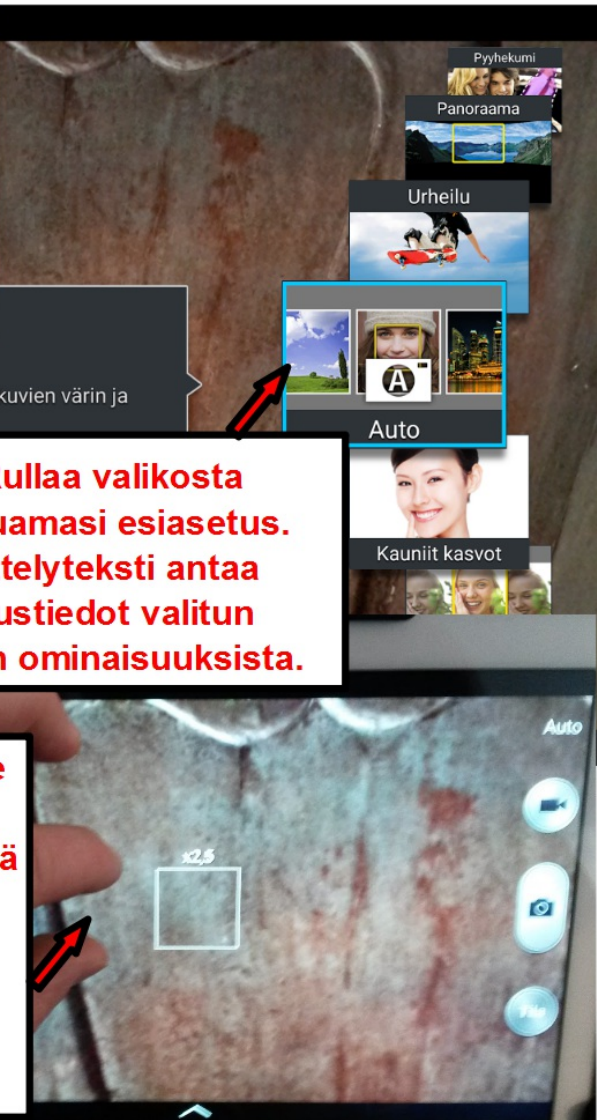 Pyyhekumi
Panoraama
Urheilu
kuvien värin ja
A
Auto
ullaa valikosta
uamasi esiasetus.
telyteksti antaa
ustiedot valitun
n ominaisuuksista.
Kauniit kasvot
Auto
e
ä
x2,5